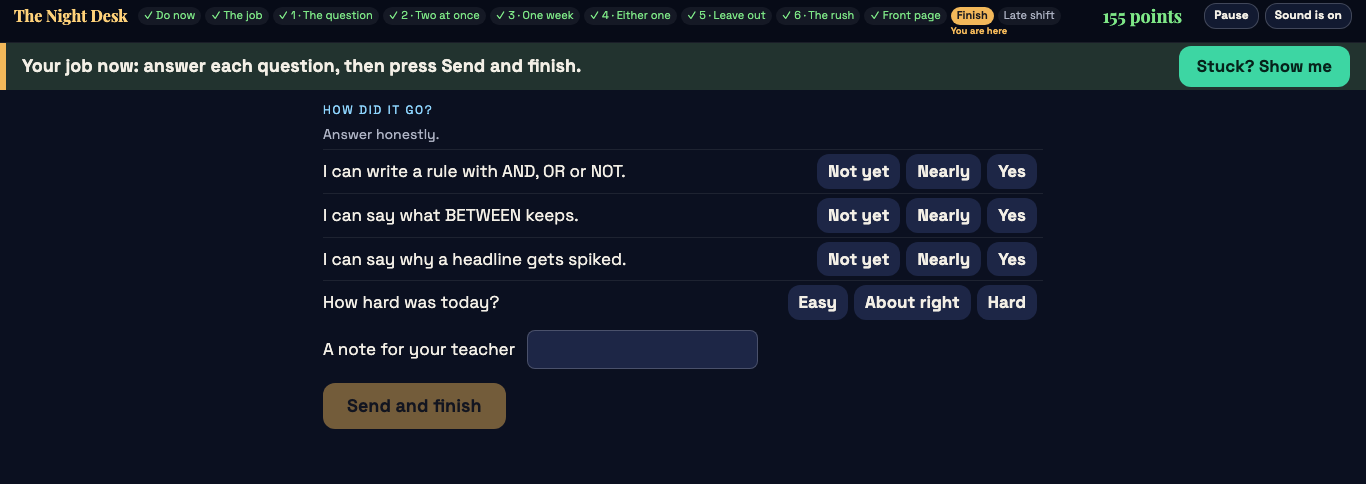 The Night Desk ✓ Do now ✓ The job ✓ 1 · The question ✓ 2 · Two at once ✓ 3 · One week ✓ 4 · Either one ✓ 5 · Leave out ✓ 6 · The rush ✓ Front page Finish Late shift 155 points Pause Sound is on
You are here
Your job now: answer each question, then press Send and finish. Stuck? Show me
HOW DID IT GO?
Answer honestly.
I can write a rule with AND, OR or NOT. Not yet Nearly Yes
I can say what BETWEEN keeps. Not yet Nearly Yes
I can say why a headline gets spiked. Not yet Nearly Yes
How hard was today? Easy About right Hard
A note for your teacher
Send and finish